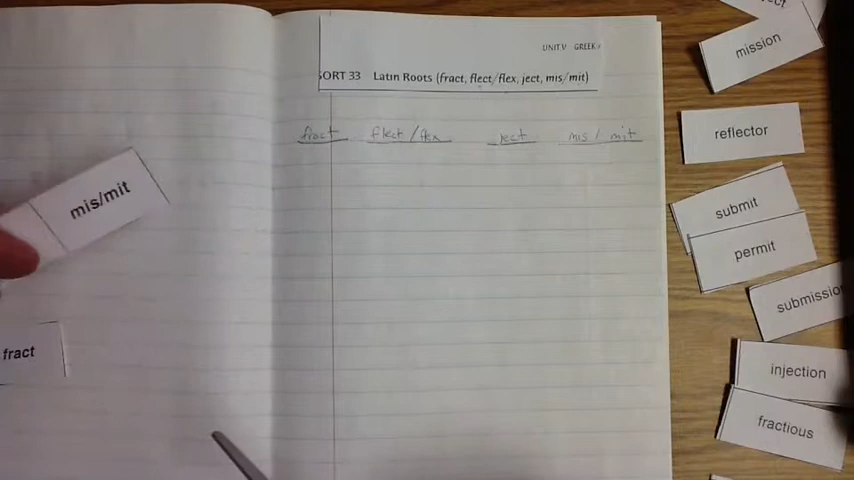 UNIT V GREEK
SORT 33 Latin Roots (fract, flect/flex, ject, mis/mit)
fract flect/flex ject mis / mit
mis/mit
fract
mission
reflector
submit
permit
submission
injection
fractious